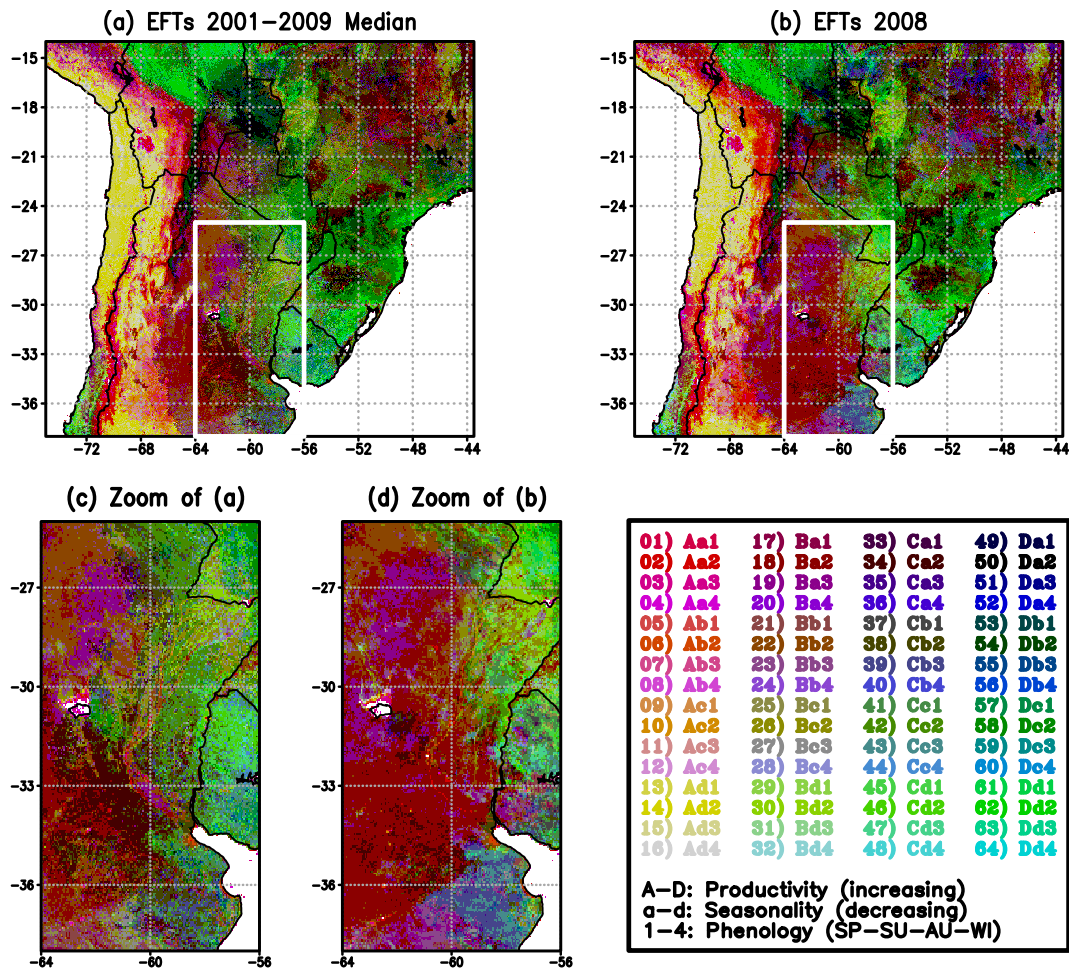 (a) EFTs 2001−2009 Median
(b) EFTs 2008
−15
−18
−21
−24
−27
−30
−33
−36
−72 −68 −64 −60 −56 −52 −48 −44
−15
−18
−21
−24
−27
−30
−33
−36
−72 −68 −64 −60 −56 −52 −48 −44
(c) Zoom of (a)
(d) Zoom of (b)
−27
−30
−33
−36
−64 −60 −56
−27
−30
−33
−36
−64 −60 −56
01) Aa1 17) Ba1 33) Ca1 49) Da1
02) Aa2 18) Ba2 34) Ca2 50) Da2
03) Aa3 19) Ba3 35) Ca3 51) Da3
04) Aa4 20) Ba4 36) Ca4 52) Da4
05) Ab1 21) Bb1 37) Cb1 53) Db1
06) Ab2 22) Bb2 38) Cb2 54) Db2
07) Ab3 23) Bb3 39) Cb3 55) Db3
08) Ab4 24) Bb4 40) Cb4 56) Db4
09) Ac1 25) Bc1 41) Cc1 57) Dc1
10) Ac2 26) Bc2 42) Cc2 58) Dc2
11) Ac3 27) Bc3 43) Cc3 59) Dc3
12) Ac4 28) Bc4 44) Cc4 60) Dc4
13) Ad1 29) Bd1 45) Cd1 61) Dd1
14) Ad2 30) Bd2 46) Cd2 62) Dd2
15) Ad3 31) Bd3 47) Cd3 63) Dd3
16) Ad4 32) Bd4 48) Cd4 64) Dd4
A−D: Productivity (increasing)
a−d: Seasonality (decreasing)
1−4: Phenology (SP−SU−AU−WI)